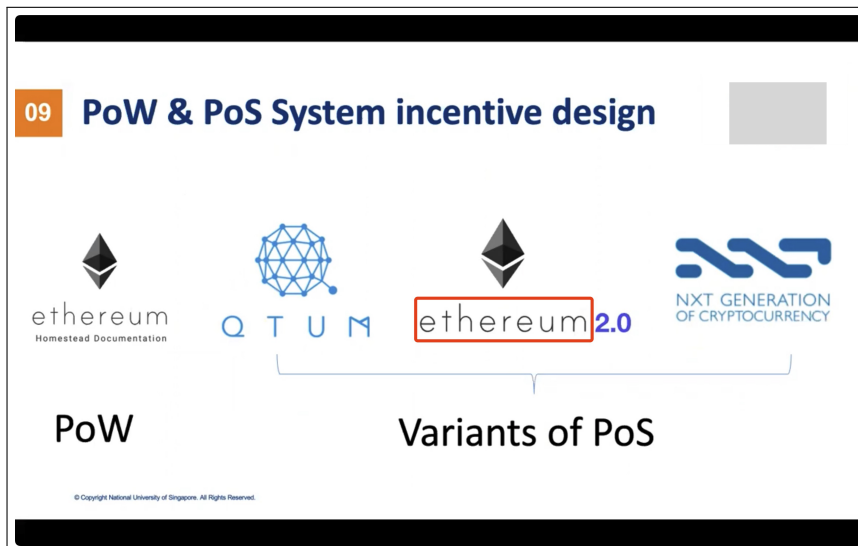 09
PoW & PoS System incentive design
ethereum
Homestead Documentation
QTUM
ethereum 2.0
NXT GENERATION
OF CRYPTOCURRENCY
PoW
Variants of PoS
© Copyright National University of Singapore. All Rights Reserved.